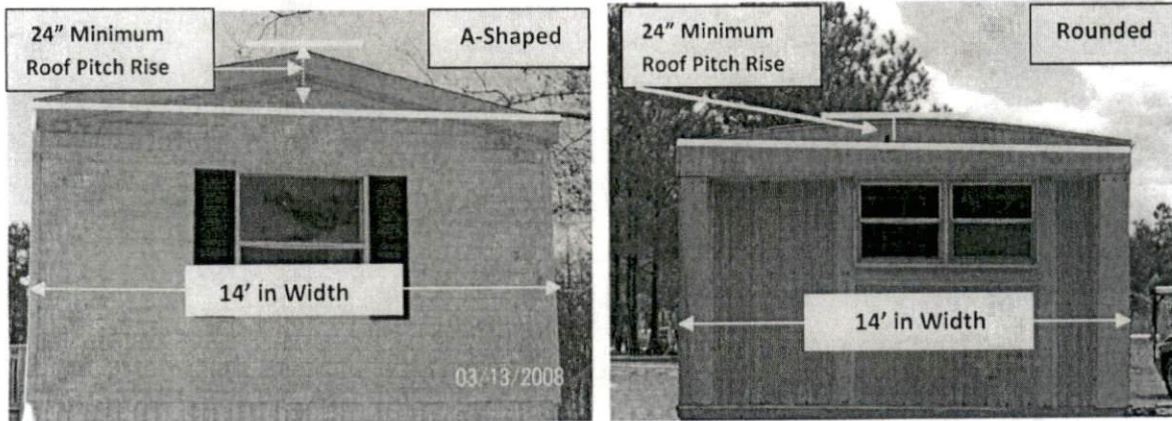 24" Minimum
Roof Pitch Rise
A-Shaped
14' in Width
03/13/2008
24" Minimum
Roof Pitch Rise
Rounded
14' in Width